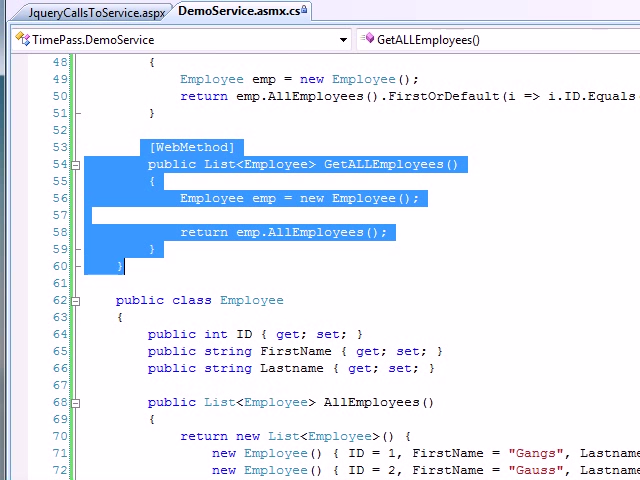 JqueryCallsToService.aspx DemoService.asmx.cs
TimePass.DemoService GetALLEmployees()
48 {
49 Employee emp = new Employee();
50 return emp.AllEmployees().FirstOrDefault(i => i.ID.Equals
51 }
52
53 [WebMethod]
54 public List<Employee> GetALLEmployees()
55 {
56 Employee emp = new Employee();
57
58 return emp.AllEmployees();
59 }
60 }
61
62 public class Employee
63 {
64 public int ID { get; set; }
65 public string FirstName { get; set; }
66 public string Lastname { get; set; }
67
68 public List<Employee> AllEmployees()
69 {
70 return new List<Employee>() {
71 new Employee() { ID = 1, FirstName = "Gangs", Lastname
72 new Employee() { ID = 2, FirstName = "Gauss", Lastname